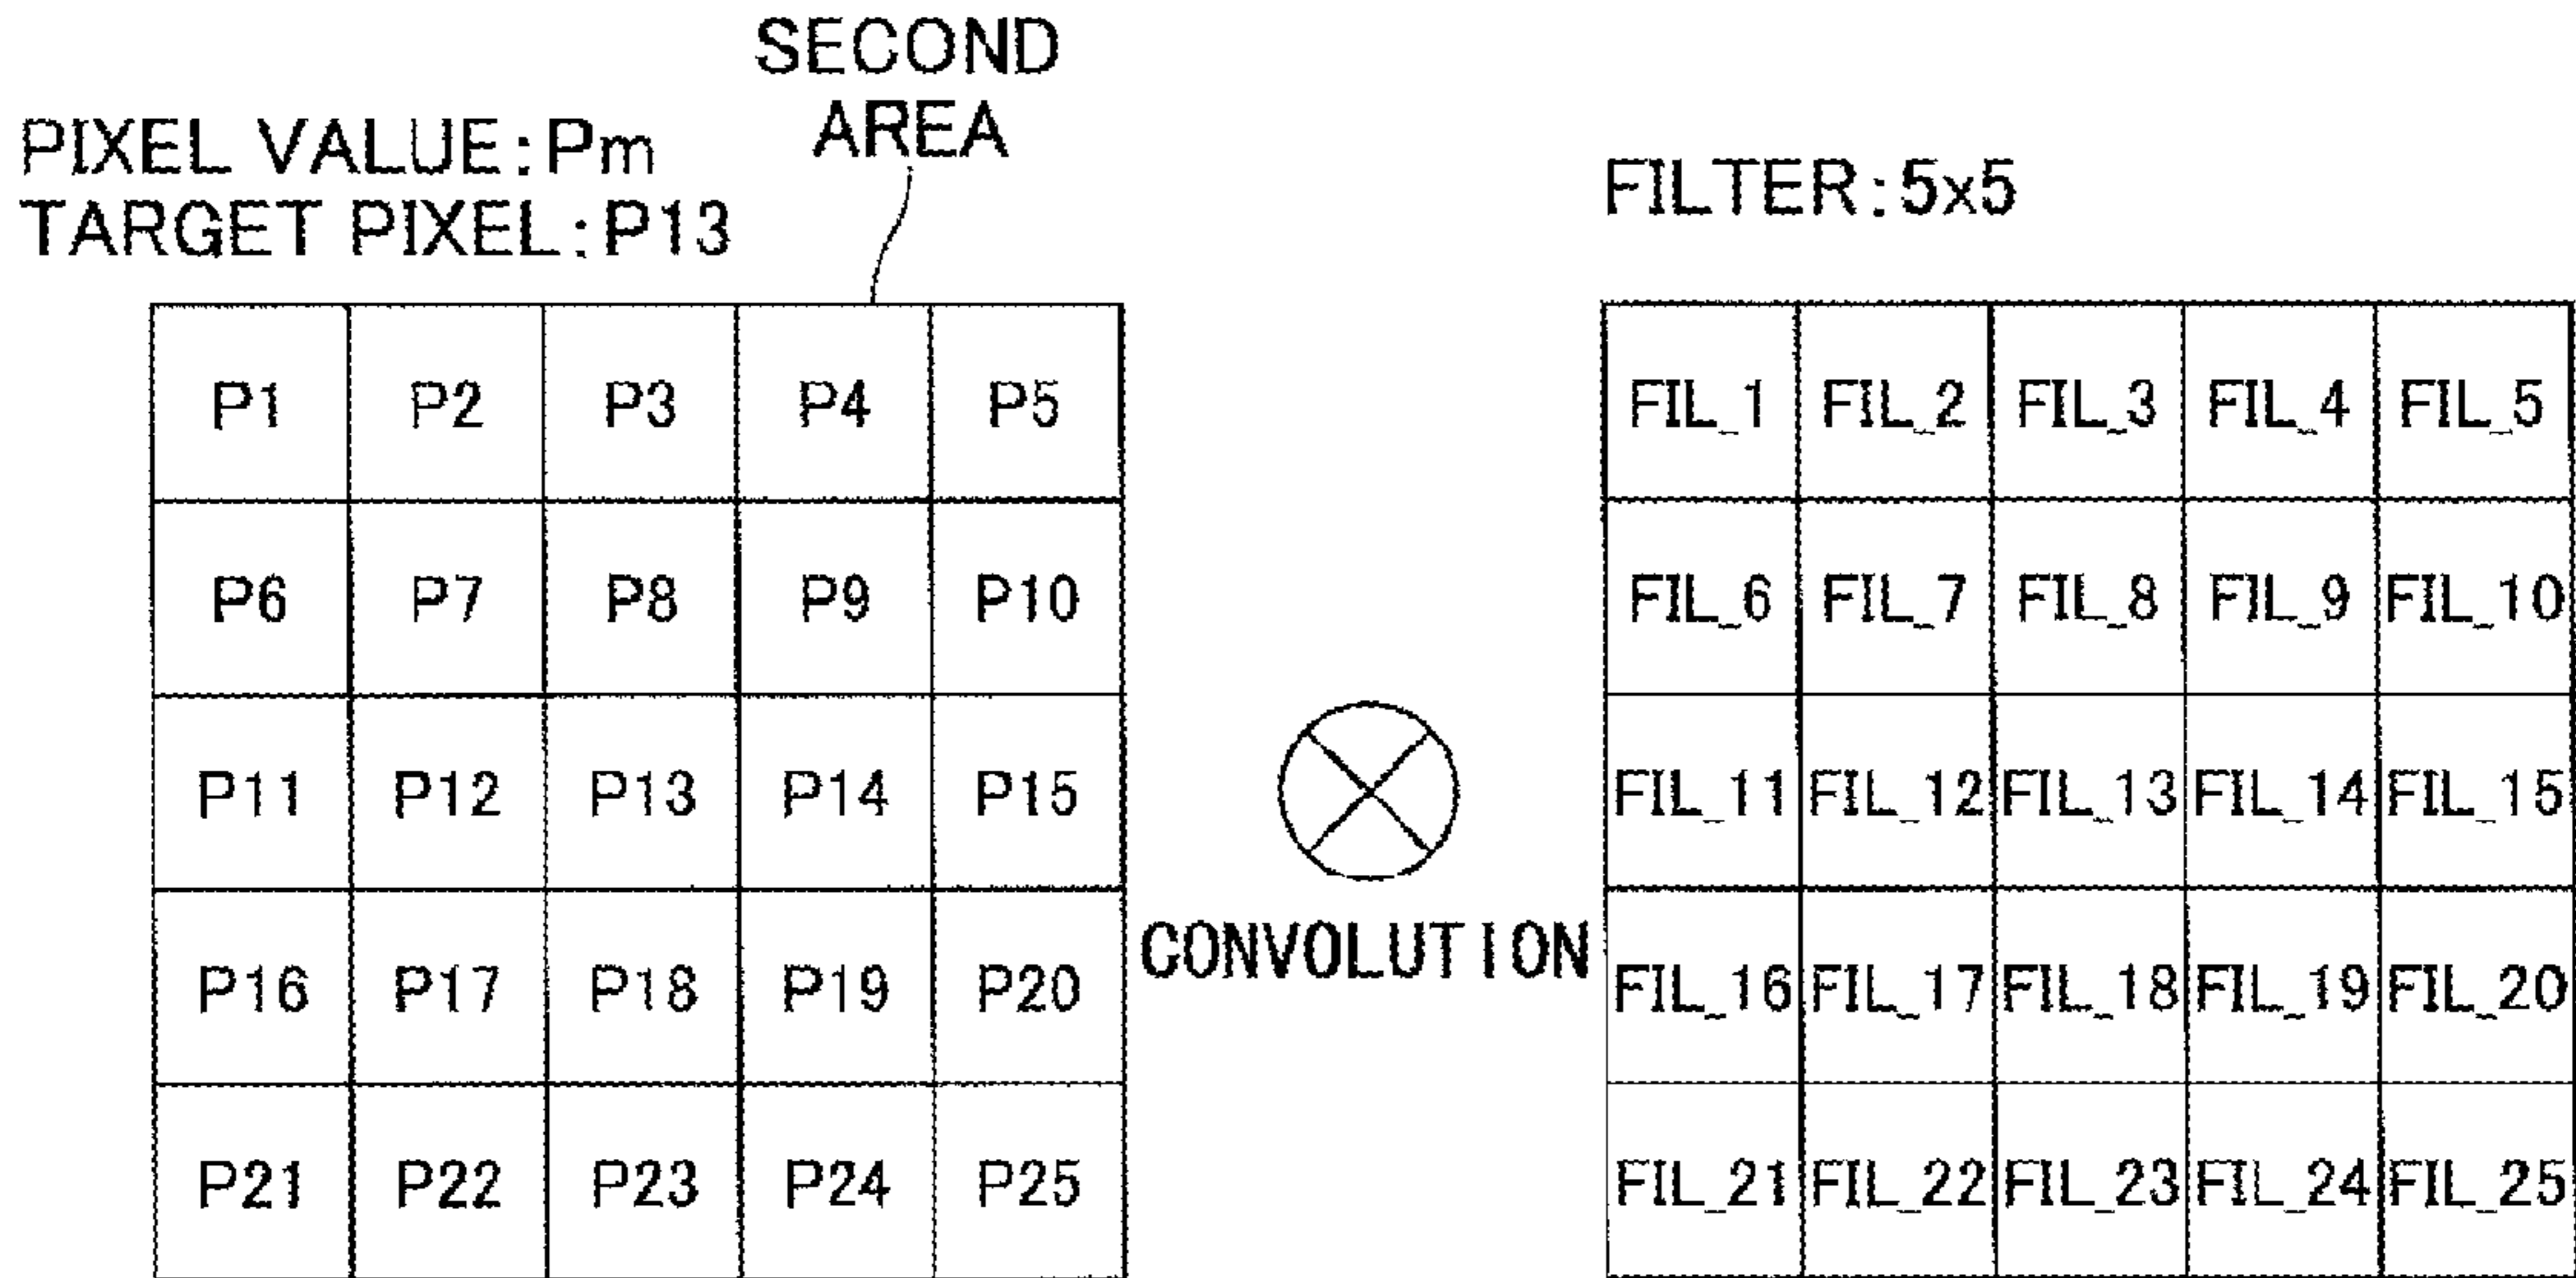 SECOND
AREA
PIXEL VALUE:Pm
TARGET PIXEL:P13
FILTER:5x5
P1 P2 P3 P4 P5
P6 P7 P8 P9 P10
P11 P12 P13 P14 P15
P16 P17 P18 P19 P20
P21 P22 P23 P24 P25
CONVOLUTION
FIL_1 FIL_2 FIL_3 FIL_4 FIL_5
FIL_6 FIL_7 FIL_8 FIL_9 FIL_10
FIL_11 FIL_12 FIL_13 FIL_14 FIL_15
FIL_16 FIL_17 FIL_18 FIL_19 FIL_20
FIL_21 FIL_22 FIL_23 FIL_24 FIL_25